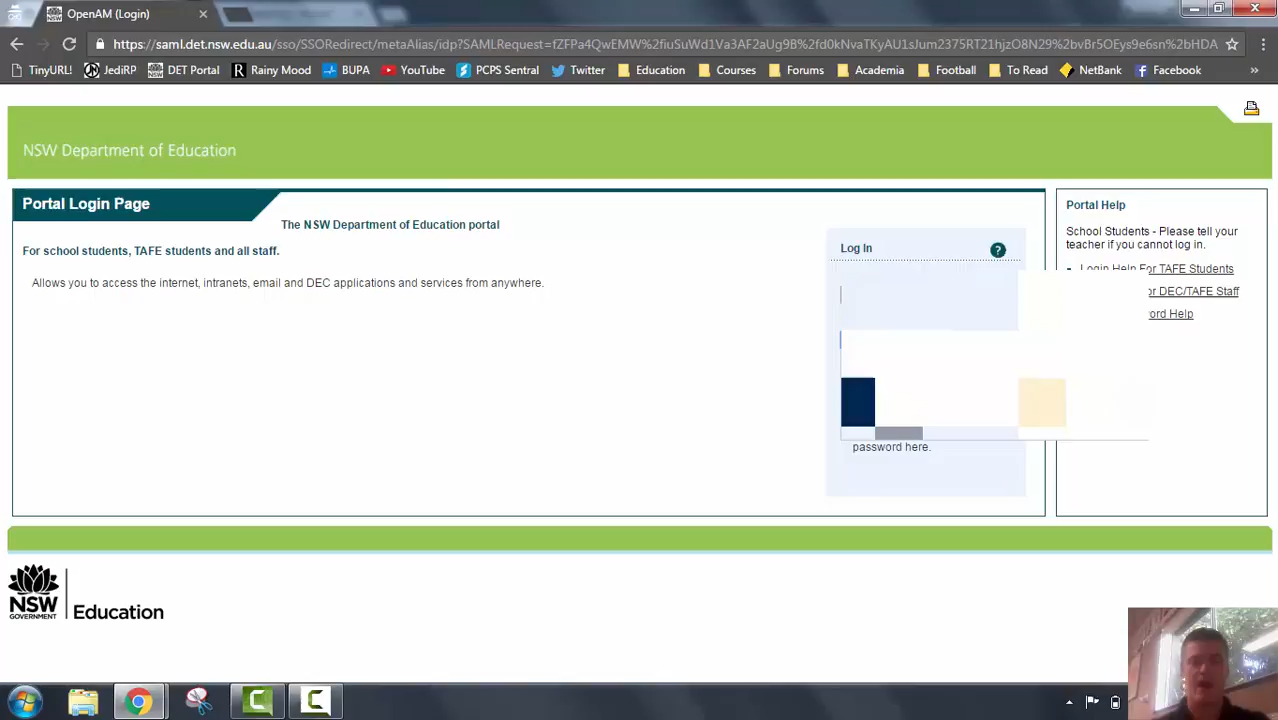 OpenAM (Login)
https://saml.det.nsw.edu.au/sso/SSORedirect/metaAlias/idp?SAMLRequest=fZFPa4QwEMW%2fiuSuWd1Va3AF2aUg9B%2fd0kNvaTKyAU1sJum2375RT21hjzO8N29%2bvBr5OEys9e6sn%2bHDA
TinyURL!
JediRP
DET Portal
Rainy Mood
BUPA
YouTube
PCPS Sentral
Twitter
Education
Courses
Forums
Academia
Football
To Read
NetBank
Facebook
»
NSW Department of Education
Portal Login Page
The NSW Department of Education portal
For school students, TAFE students and all staff.
Allows you to access the internet, intranets, email and DEC applications and services from anywhere.
Log In
?
password here.
Portal Help
School Students - Please tell your
teacher if you cannot log in.
Login Help For TAFE Students
or DEC/TAFE Staff
word Help
NSW
GOVERNMENT
Education